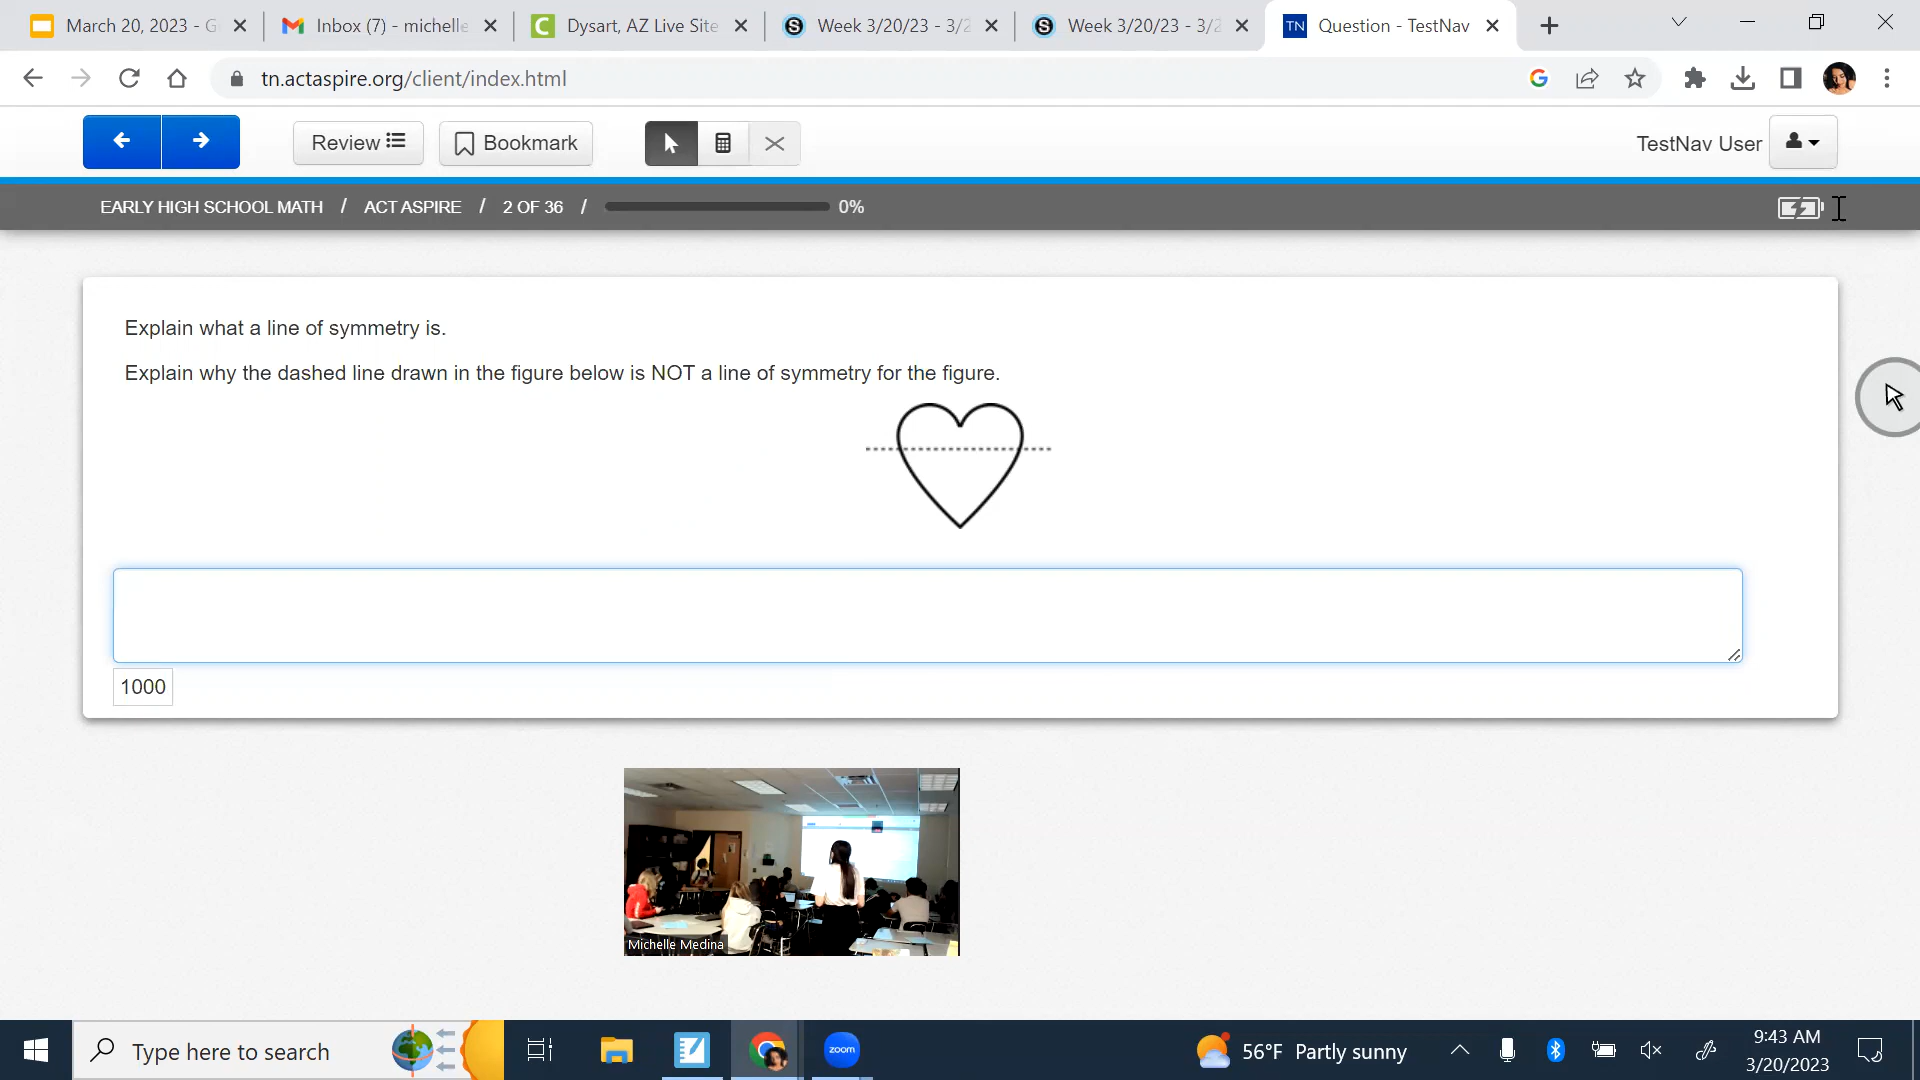 March 20, 2023 - G
Inbox (7) - michelle
Dysart, AZ Live Site
Week 3/20/23 - 3/2
Week 3/20/23 - 3/2
TN Question - TestNav
tn.actaspire.org/client/index.html
Review
Bookmark
TestNav User
EARLY HIGH SCHOOL MATH / ACT ASPIRE / 2 OF 36 / 0%
Explain what a line of symmetry is.
Explain why the dashed line drawn in the figure below is NOT a line of symmetry for the figure.
1000
Michelle Medina
Type here to search
zoom
56°F Partly sunny
9:43 AM
3/20/2023